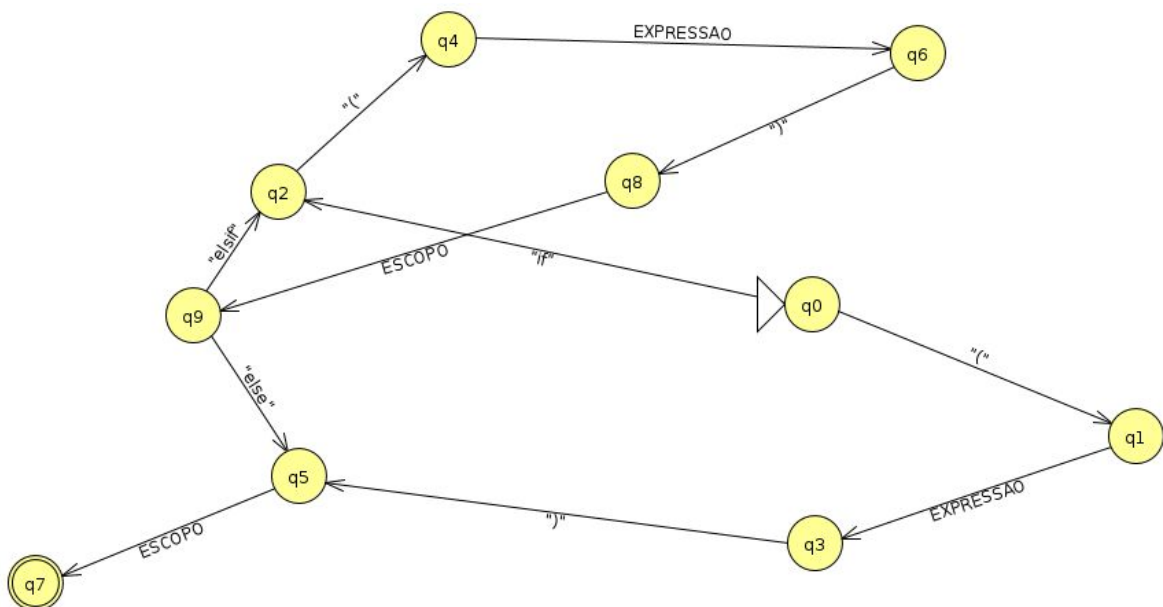 q4
EXPRESSAO
q6
"("
")"
q2
q8
"elsif"
ESCOPO
"if"
q9
q0
"("
"else"
q1
q5
EXPRESSAO
")"
q3
ESCOPO
q7